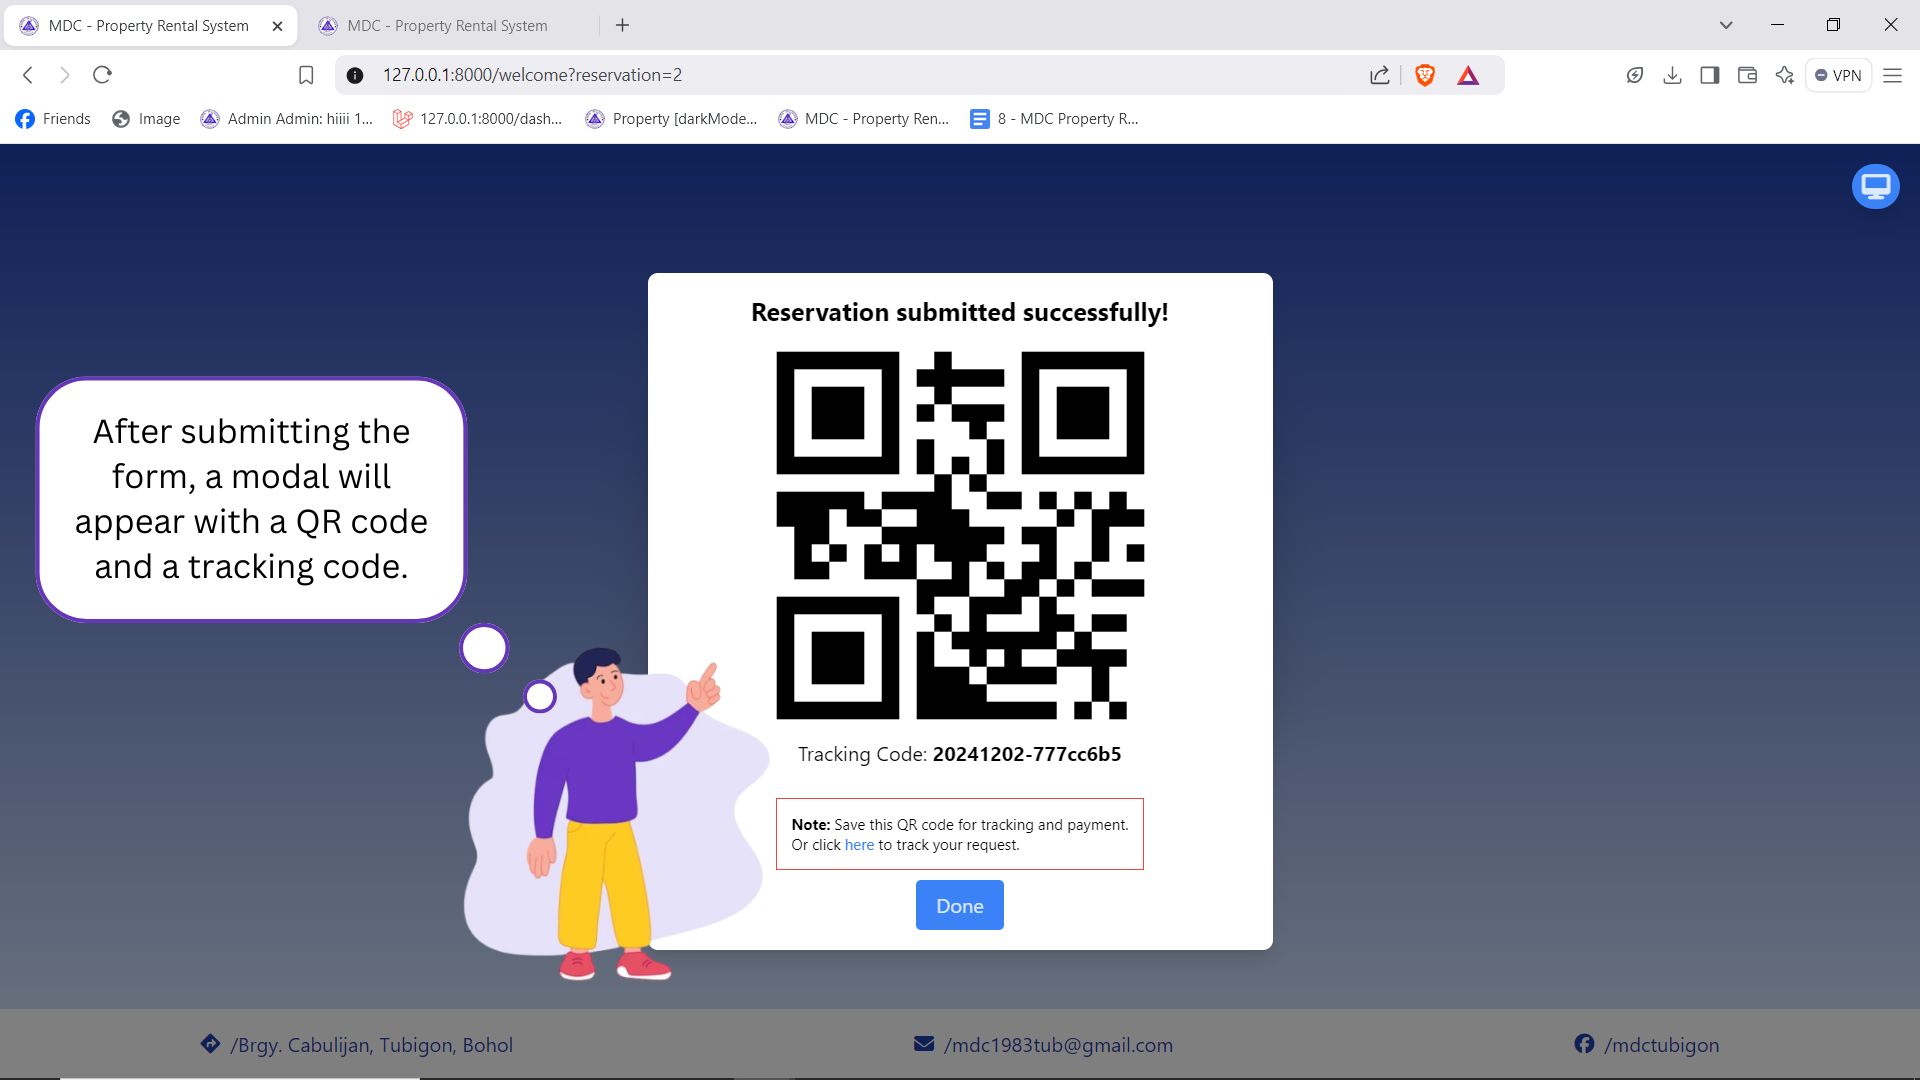 MDC - Property Rental System
MDC - Property Rental System
127.0.0.1:8000/welcome?reservation=2
VPN
Friends
Image
Admin Admin: hiiii 1...
127.0.0.1:8000/dash...
Property [darkMode...
MDC - Property Ren...
8 - MDC Property R...
Reservation submitted successfully!
After submitting the
form, a modal will
appear with a QR code
and a tracking code.
Tracking Code: 20241202-777cc6b5
Note: Save this QR code for tracking and payment.
Or click here to track your request.
Done
/Brgy. Cabulijan, Tubigon, Bohol
/mdc1983tub@gmail.com
/mdctubigon